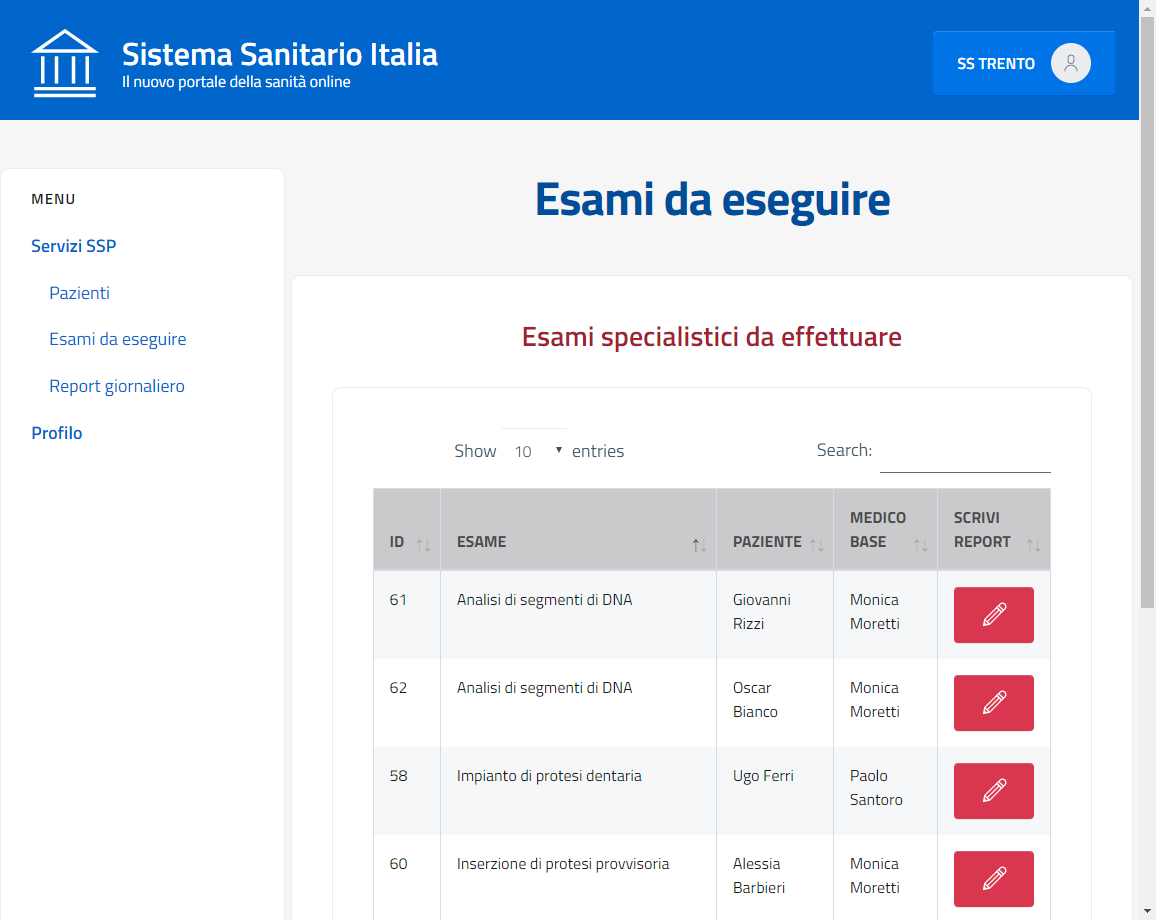 Sistema Sanitario Italia
Il nuovo portale della sanità online
SS TRENTO
MENU
Servizi SSP
Pazienti
Esami da eseguire
Report giornaliero
Profilo
Esami da eseguire
Esami specialistici da effettuare
Show 10 entries
Search:
ID ESAME PAZIENTE MEDICO BASE SCRIVI REPORT
61 Analisi di segmenti di DNA Giovanni Rizzi Monica Moretti
62 Analisi di segmenti di DNA Oscar Bianco Monica Moretti
58 Impianto di protesi dentaria Ugo Ferri Paolo Santoro
60 Inserzione di protesi provvisoria Alessia Barbieri Monica Moretti